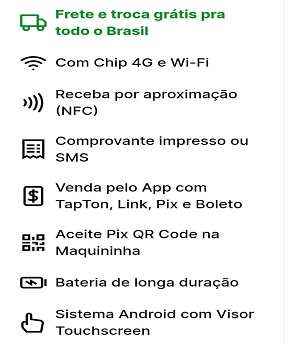 Frete e troca grátis pra
todo o Brasil
Com Chip 4G e Wi-Fi
Receba por aproximação
(NFC)
Comprovante impresso ou
SMS
Venda pelo App com
TapTon, Link, Pix e Boleto
Aceite Pix QR Code na
Maquininha
Bateria de longa duração
Sistema Android com Visor
Touchscreen